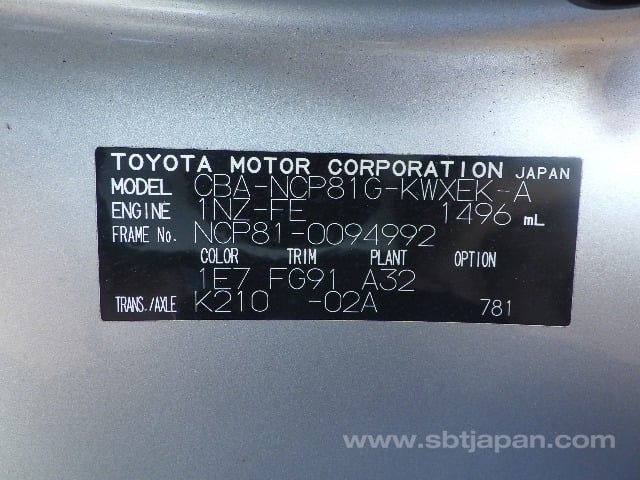 TOYOTA MOTOR CORPORATION JAPAN
MODEL CBA-NCP81G-KWXEK-A
ENGINE 1NZ-FE 1496 mL
FRAME No. NCP81-0094992
COLOR TRIM PLANT OPTION
1E7 FG91 A32
TRANS./AXLE K210 -02A 781
www.sbtjapan.com